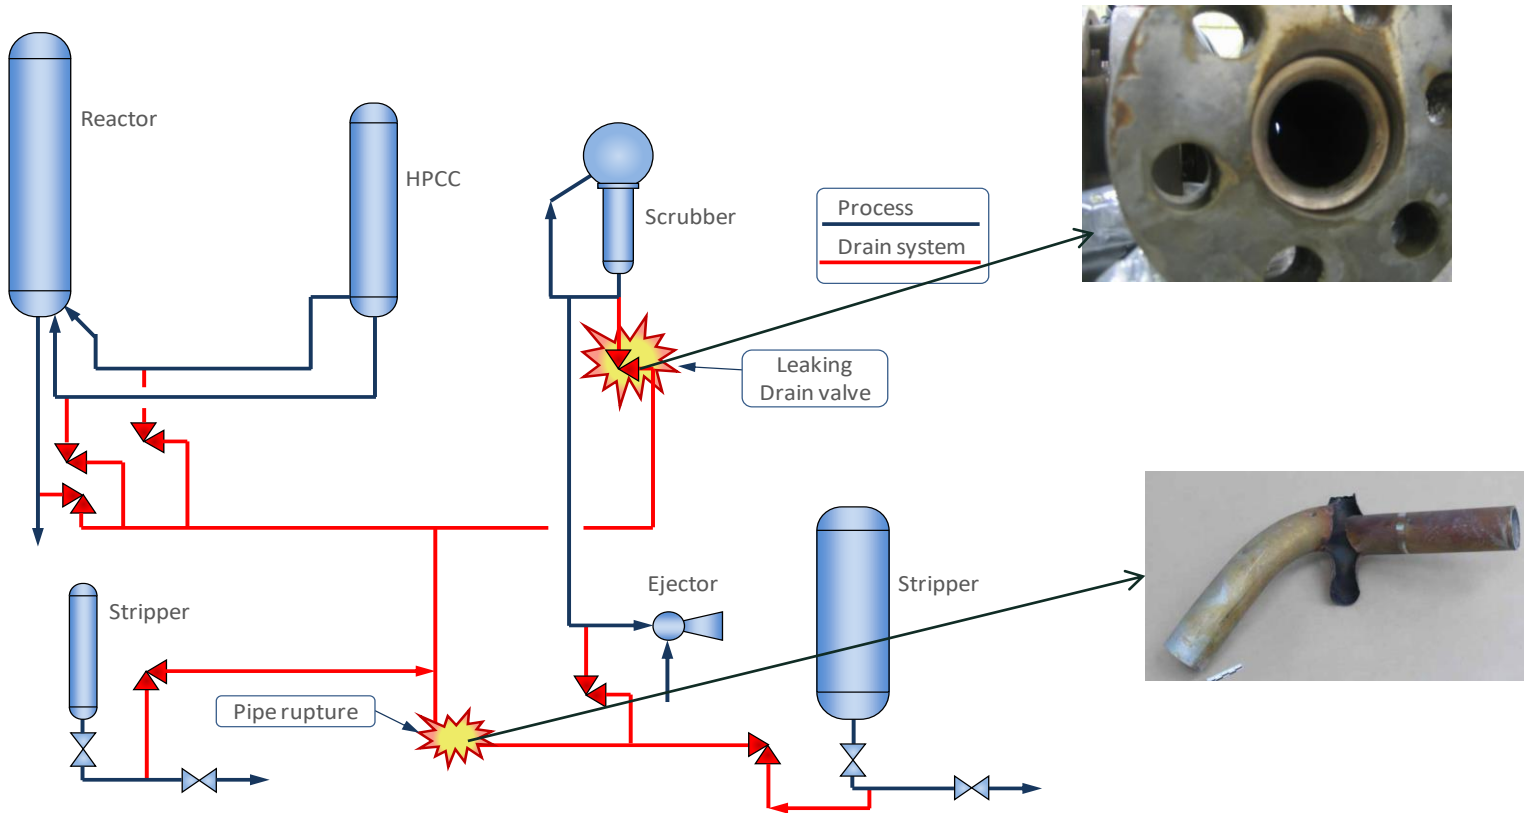 Reactor
HPCC
Scrubber
Process
Drain system
Leaking
Drain valve
Ejector
Stripper
Stripper
Pipe rupture